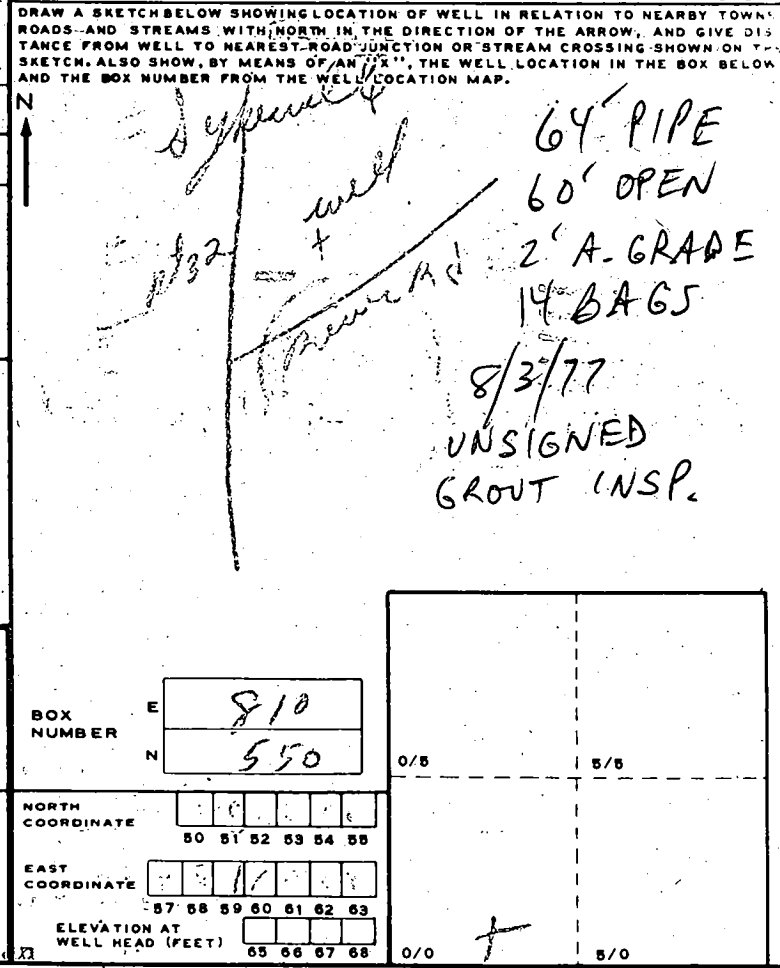 DRAW A SKETCH BELOW SHOWING LOCATION OF WELL IN RELATION TO NEARBY TOWNS
ROADS AND STREAMS WITH NORTH IN THE DIRECTION OF THE ARROW, AND GIVE DIS-
TANCE FROM WELL TO NEAREST ROAD JUNCTION OR STREAM CROSSING SHOWN ON THE
SKETCH. ALSO SHOW, BY MEANS OF AN "X", THE WELL LOCATION IN THE BOX BELOW
AND THE BOX NUMBER FROM THE WELL LOCATION MAP.
N
well
32
Rd
64' PIPE
60' OPEN
2' A-GRADE
14 BAGS
8/3/77
UNSIGNED
GROUT INSP.
BOX NUMBER
E 810
N 550
0/5 5/5
0/0 5/0
NORTH COORDINATE
50 51 52 53 54 55
EAST COORDINATE
57 58 59 60 61 62 63
ELEVATION AT WELL HEAD (FEET)
65 66 67 68